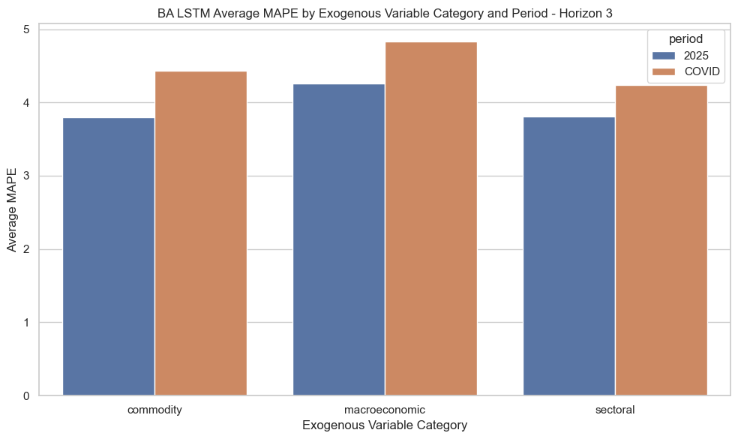 BA LSTM Average MAPE by Exogenous Variable Category and Period - Horizon 3
period
2025
COVID
Average MAPE
5
4
3
2
1
0
commodity
macroeconomic
sectoral
Exogenous Variable Category